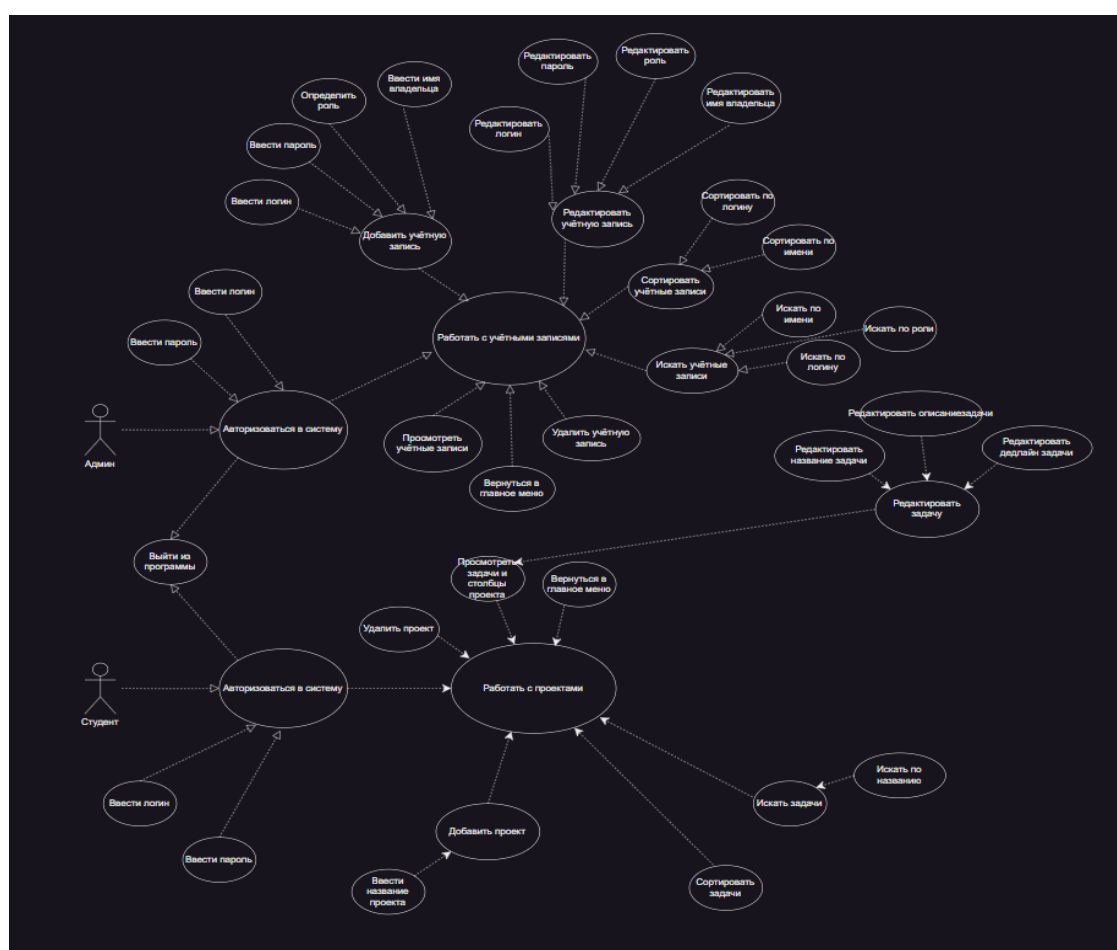 Редактировать
пароль
Редактировать
роль
Ввести имя
владельца
Определить
роль
Редактировать
имя владельца
Редактировать
логин
Ввести пароль
Ввести логин
Добавить учётную
запись
Редактировать
учётную запись
Сортировать по
логину
Сортировать по
имени
Сортировать
учётные записи
Ввести логин
Ввести пароль
Работать с учётными записями
Искать по
имени
Искать по роли
Искать по
логину
Искать учётные
записи
Админ
Авторизоваться в систему
Просмотреть
учётные записи
Удалить учётную
запись
Вернуться в
главное меню
Редактировать описаниезадачи
Редактировать
название задачи
Редактировать
дедлайн задачи
Редактировать
задачу
Выйти из
программы
Просмотреть
задачи и
столбцы
проекта
Вернуться в
главное меню
Удалить проект
Студент
Авторизоваться в систему
Работать с проектами
Ввести логин
Ввести пароль
Добавить проект
Ввести
название
проекта
Искать по
названию
Искать задачи
Сортировать
задачи